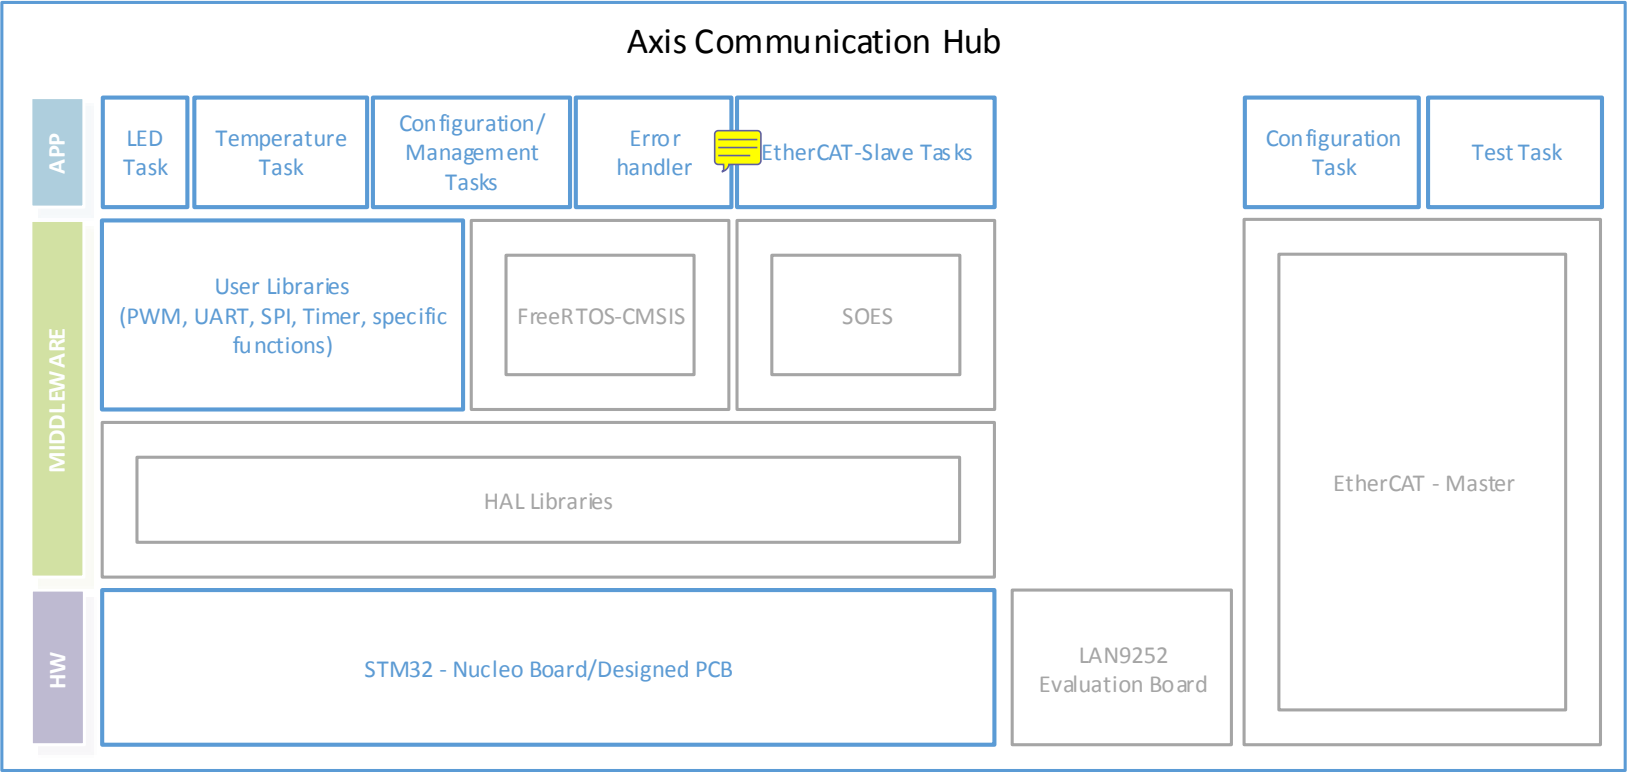 Axis Communication Hub
APP
LED
Task
Temperature
Task
Configuration/
Management
Tasks
Error
handler
EtherCAT-Slave Tasks
Configuration
Task
Test Task
MIDDLEWARE
User Libraries
(PWM, UART, SPI, Timer, specific
functions)
FreeRTOS-CMSIS
SOES
EtherCAT - Master
HAL Libraries
HW
STM32 - Nucleo Board/Designed PCB
LAN9252
Evaluation Board